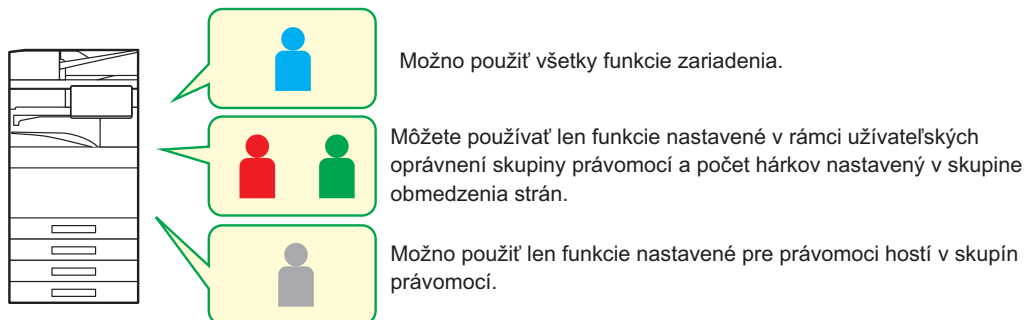 Možno použiť všetky funkcie zariadenia.
Môžete používať len funkcie nastavené v rámci užívateľských
oprávnení skupiny právomocí a počet hárkov nastavený v skupine
obmedzenia strán.
Možno použiť len funkcie nastavené pre právomoci hostí v skupín
právomocí.